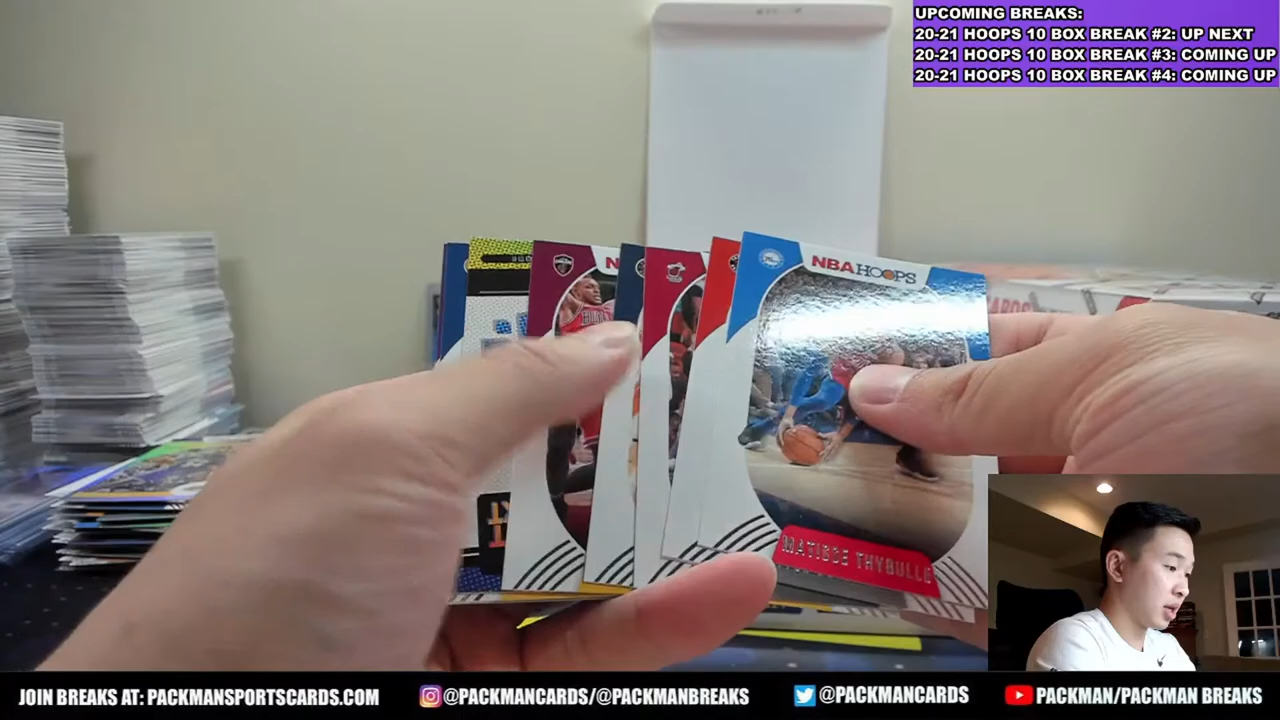 UPCOMING BREAKS:
20-21 HOOPS 10 BOX BREAK #2: UP NEXT
20-21 HOOPS 10 BOX BREAK #3: COMING UP
20-21 HOOPS 10 BOX BREAK #4: COMING UP
NBA HOOPS
MATISSE THYBULLE
JOIN BREAKS AT: PACKMANSPORTSCARDS.COM
@PACKMANCARDS/@PACKMANBREAKS
@PACKMANCARDS
PACKMAN/PACKMAN BREAKS